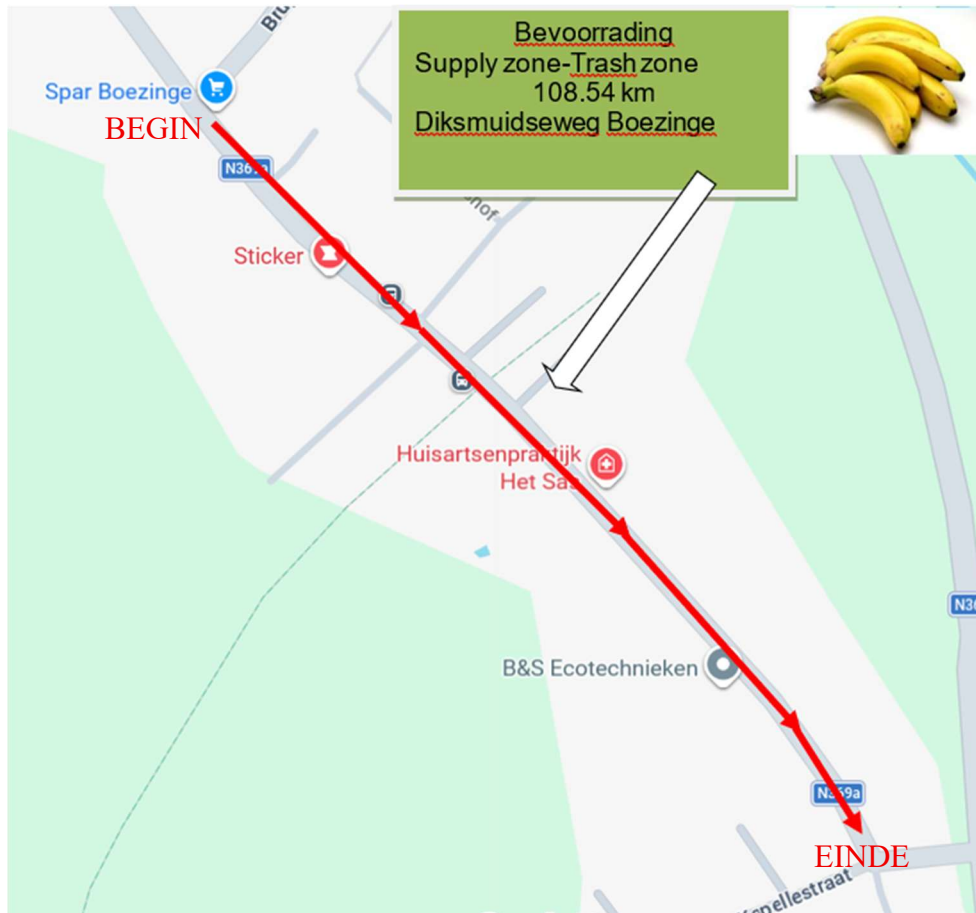 Bevoorrading
Supply zone-Trash zone
108.54 km
Diksmuidseweg Boezinge
Spar Boezinge
BEGIN
Sticker
Huisartsenpraktijk
Het Sas
B&S Ecotechnieken
N369a
EINDE